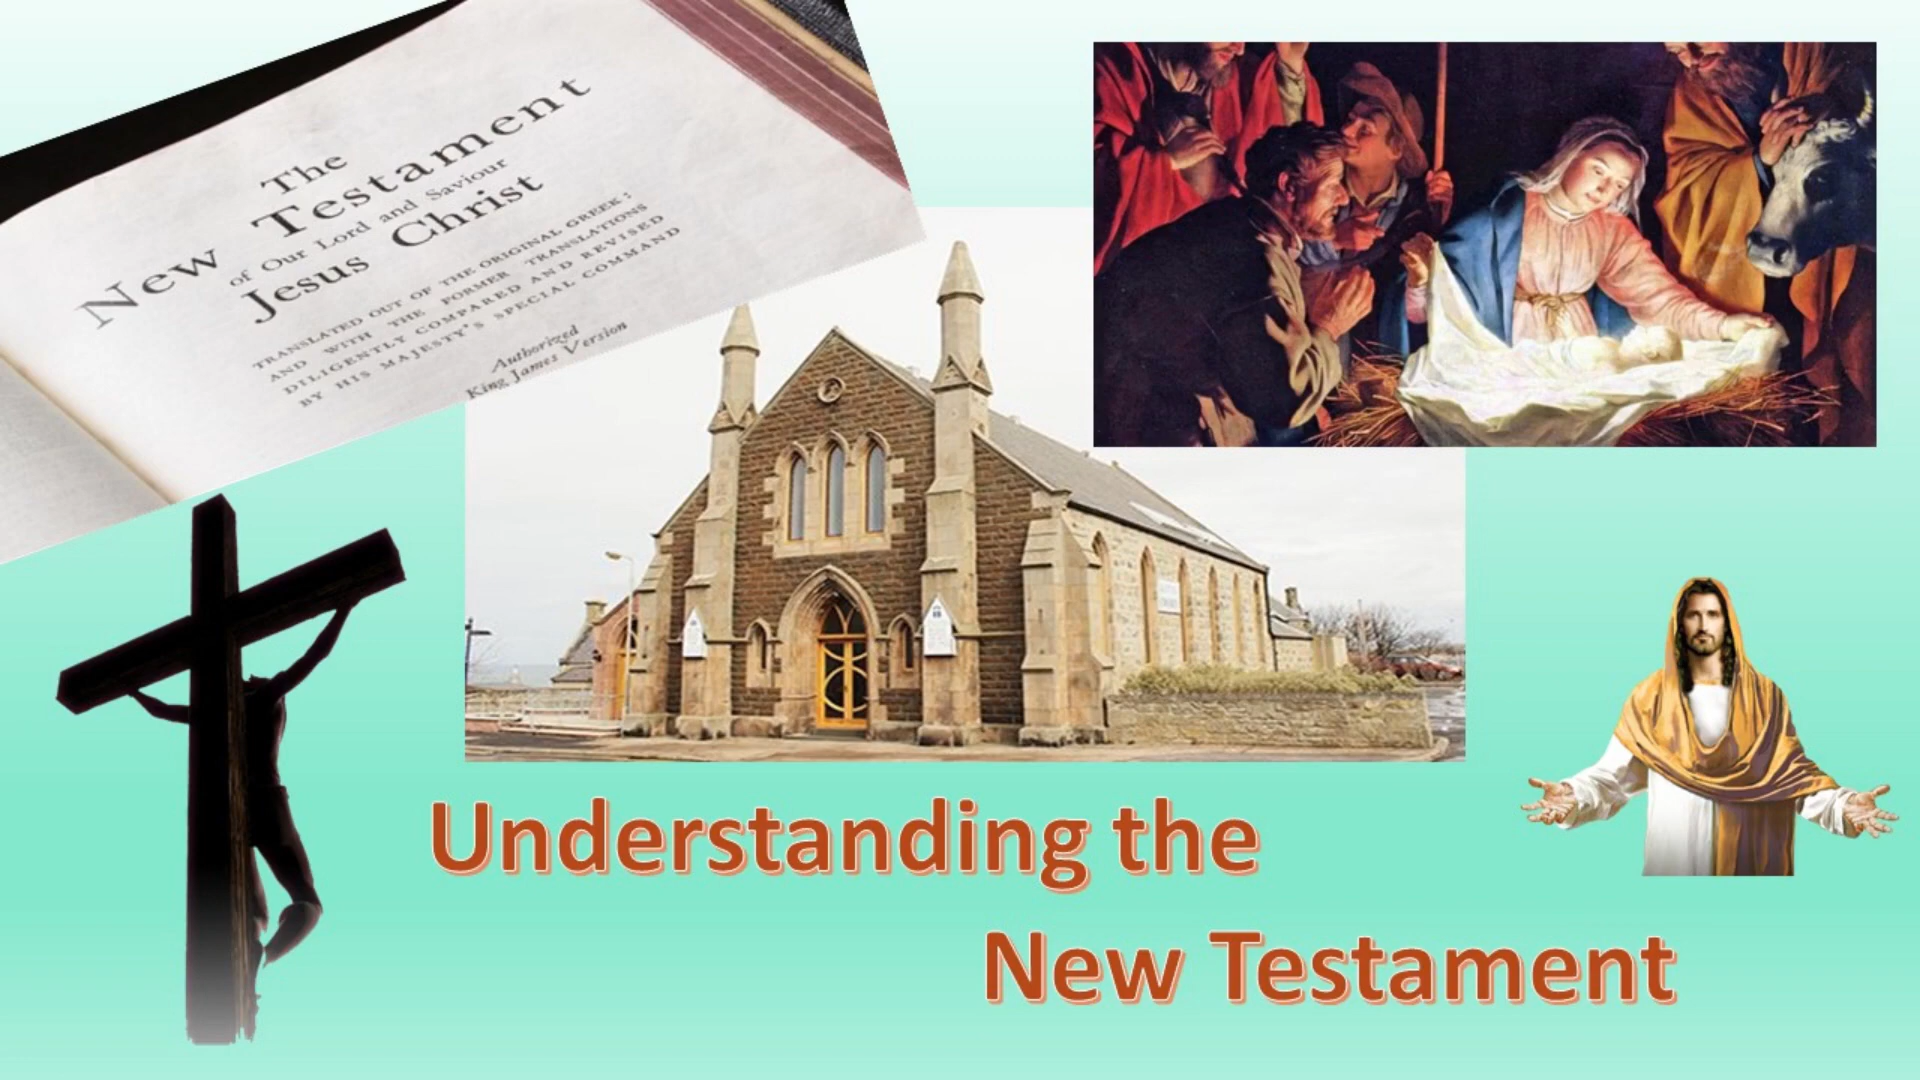 The
New Testament
of Our Lord and Saviour
Jesus Christ
TRANSLATED OUT OF THE ORIGINAL GREEK:
AND WITH THE FORMER TRANSLATIONS
DILIGENTLY COMPARED AND REVISED
BY HIS MAJESTY'S SPECIAL COMMAND
Authorized
King James Version
Understanding the
New Testament